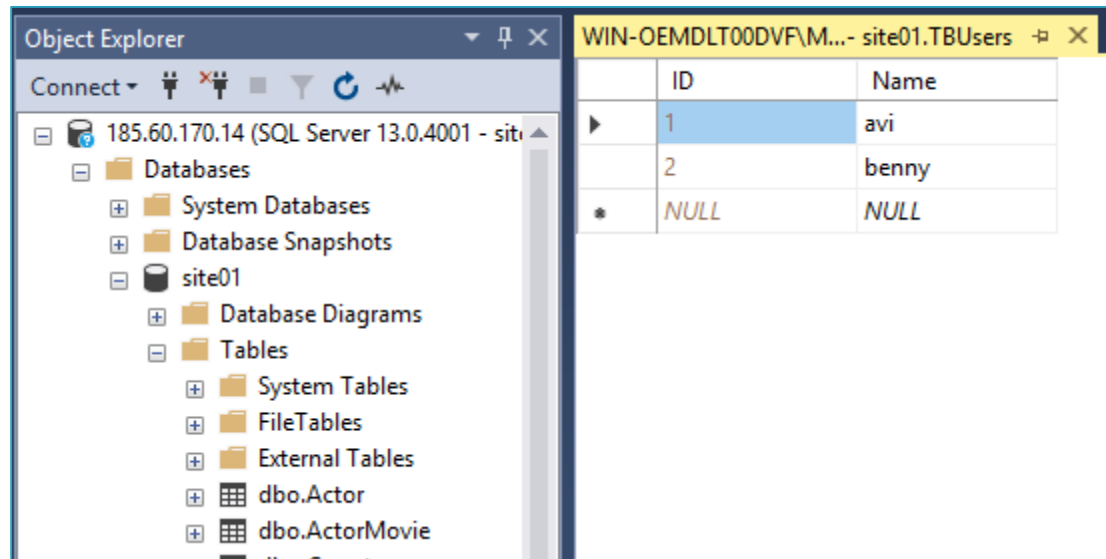 Object Explorer
Connect
185.60.170.14 (SQL Server 13.0.4001 - sit
Databases
System Databases
Database Snapshots
site01
Database Diagrams
Tables
System Tables
FileTables
External Tables
dbo.Actor
dbo.ActorMovie
WIN-OEMDLT00DVF\M...- site01.TBUsers
ID Name
1 avi
2 benny
NULL NULL